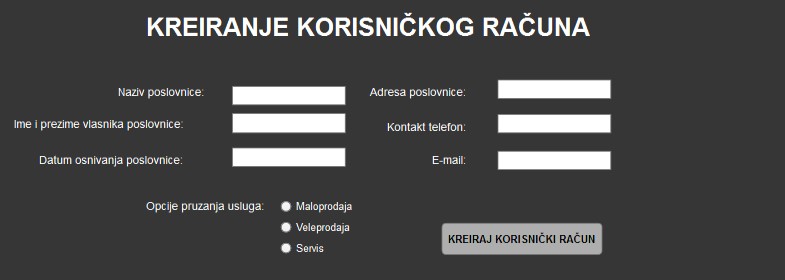 KREIRANJE KORISNIČKOG RAČUNA
Naziv poslovnice:
Adresa poslovnice:
Ime i prezime vlasnika poslovnice:
Kontakt telefon:
Datum osnivanja poslovnice:
E-mail:
Opcije pruzanja usluga:
Maloprodaja
Veleprodaja
Servis
KREIRAJ KORISNIČKI RAČUN